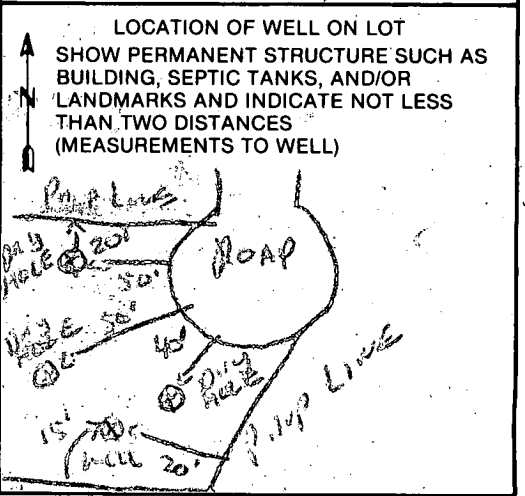 LOCATION OF WELL ON LOT
SHOW PERMANENT STRUCTURE SUCH AS
BUILDING, SEPTIC TANKS, AND/OR
N LANDMARKS AND INDICATE NOT LESS
THAN TWO DISTANCES
(MEASUREMENTS TO WELL)
PROP LINE
ROAD
DRY HOLE
20'
50'
DRY HOLE
50'
40'
DRY HOLE
PROP LINE
15'
WELL
20'